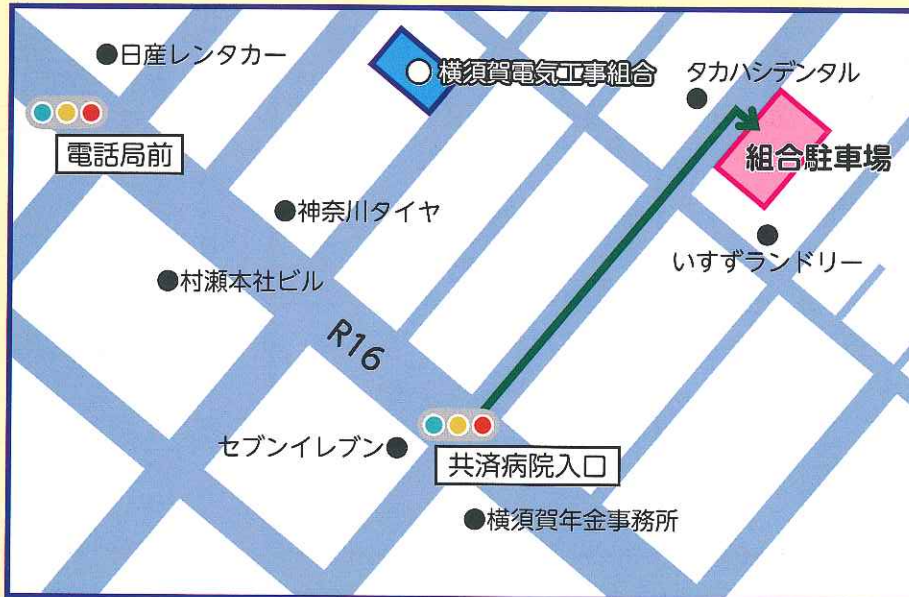 日産レンタカー
横須賀電気工事組合
タカハシデンタル
電話局前
組合駐車場
神奈川タイヤ
いすずランドリー
村瀬本社ビル
R16
セブンイレブン
共済病院入口
横須賀年金事務所